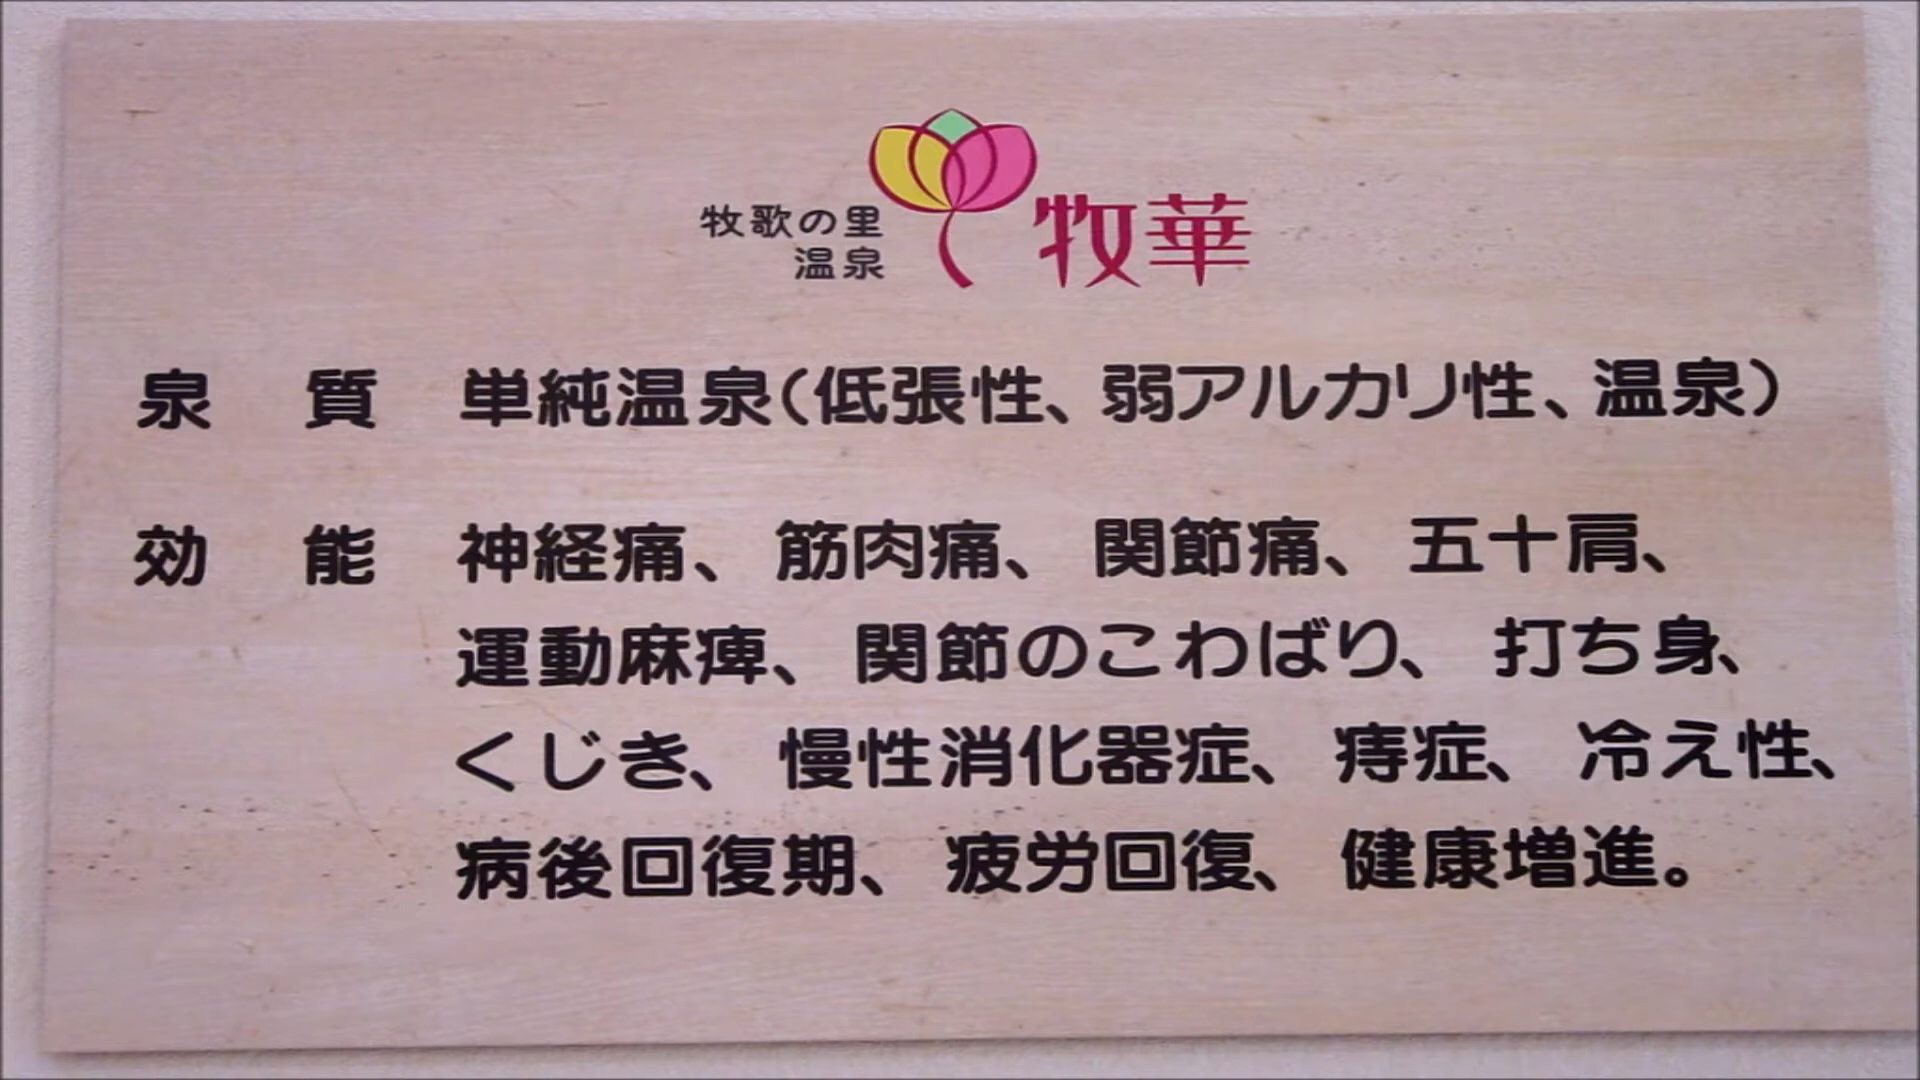 牧歌の里
温泉
牧華
泉 質 単純温泉(低張性、弱アルカリ性、温泉)
効 能 神経痛、筋肉痛、関節痛、五十肩、
運動麻痺、関節のこわばり、打ち身、
くじき、慢性消化器症、痔症、冷え性、
病後回復期、疲労回復、健康増進。